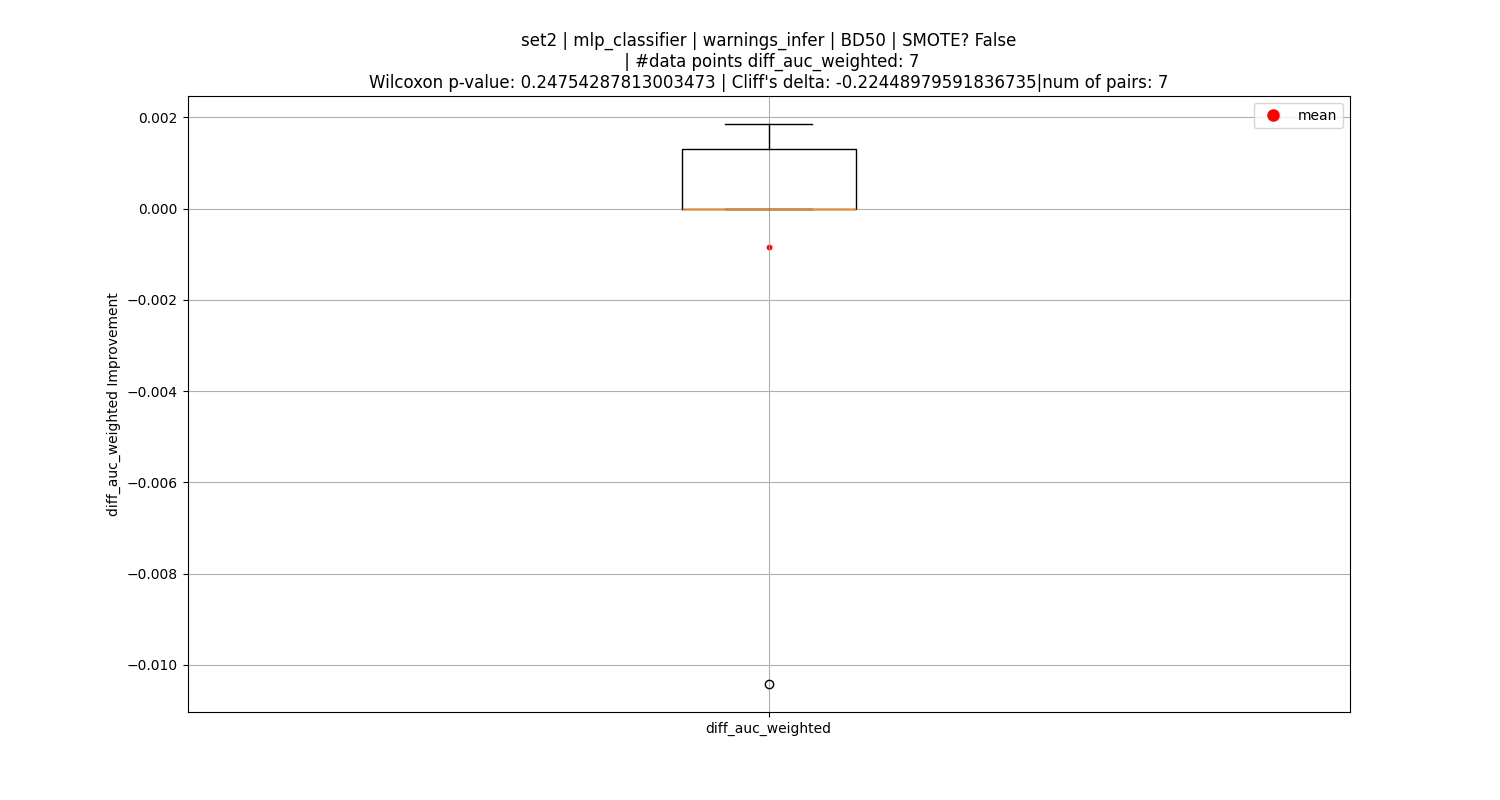 set2 | mlp_classifier | warnings_infer | BD50 | SMOTE? False
| #data points diff_auc_weighted: 7
Wilcoxon p-value: 0.24754287813003473 | Cliff's delta: -0.22448979591836735|num of pairs: 7
mean
0.002
0.000
−0.002
−0.004
−0.006
−0.008
−0.010
diff_auc_weighted Improvement
diff_auc_weighted